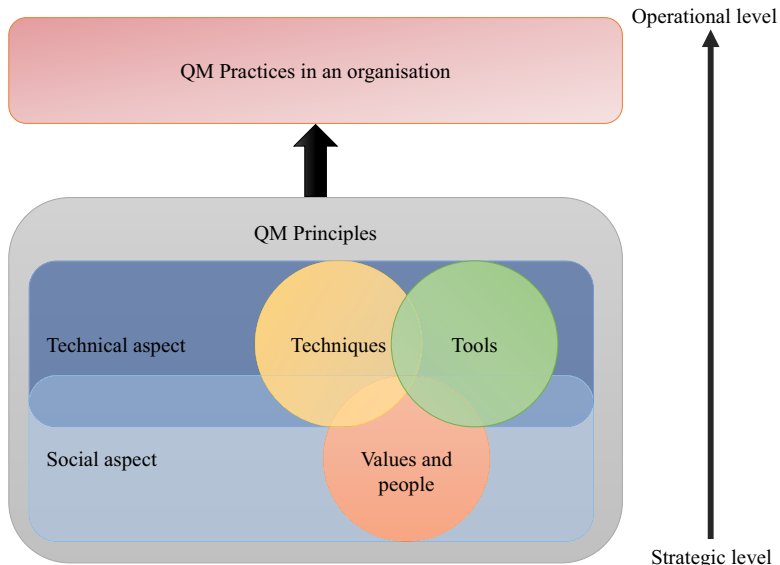 Operational level
QM Practices in an organisation
QM Principles
Technical aspect
Techniques
Tools
Social aspect
Values and
people
Strategic level